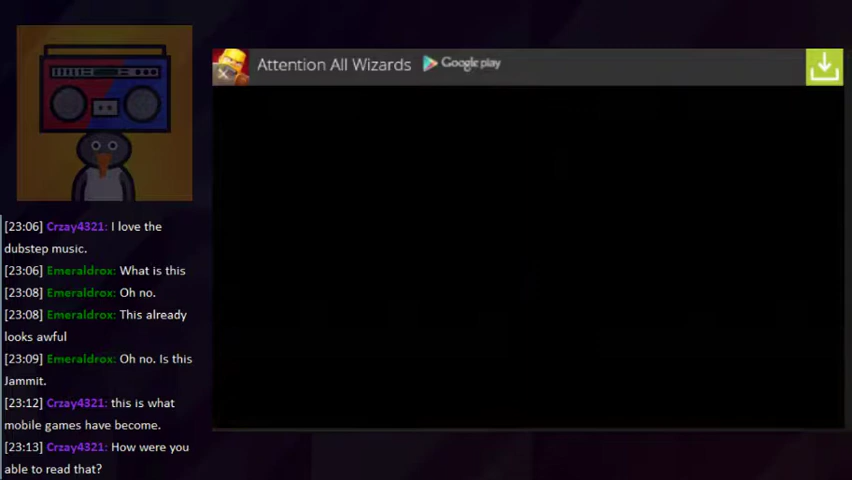 Attention All Wizards Google play
[23:06] Crzay4321: I love the
dubstep music.
[23:06] Emeraldrox: What is this
[23:08] Emeraldrox: Oh no.
[23:08] Emeraldrox: This already
looks awful
[23:09] Emeraldrox: Oh no. Is this
Jammit.
[23:12] Crzay4321: this is what
mobile games have become.
[23:13] Crzay4321: How were you
able to read that?